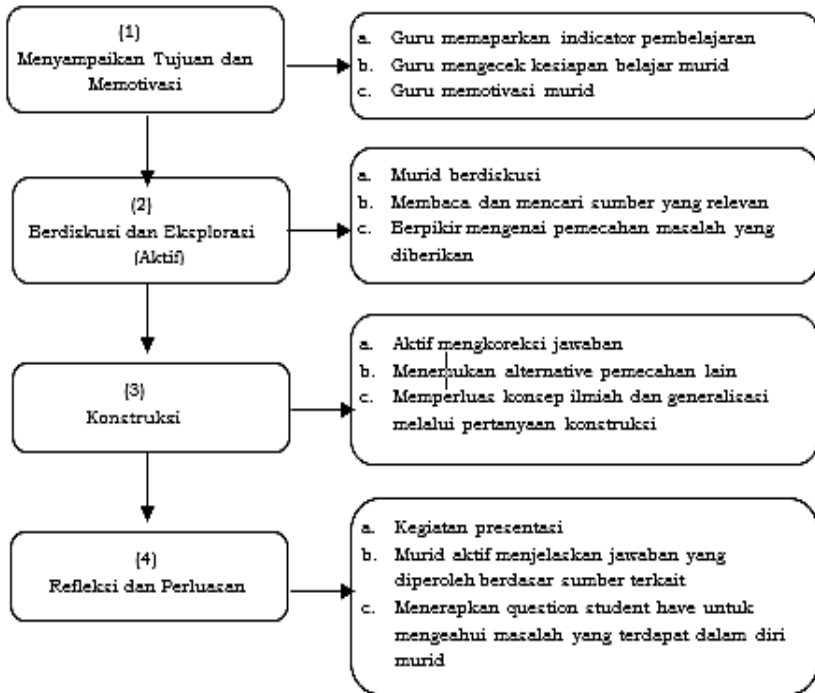 (1)
Menyampaikan Tujuan dan
Memotivasi
a. Guru memaparkan indicator pembelajaran
b. Guru mengecek kesiapan belajar murid
c. Guru memotivasi murid
(2)
Berdiskusi dan Eksplorasi
(Aktif)
a. Murid berdiskusi
b. Membaca dan mencari sumber yang relevan
c. Berpikir mengenai pemecahan masalah yang
diberikan
(3)
Konstruksi
a. Aktif mengkoreksi jawaban
b. Menemukan alternative pemecahan lain
c. Memperluas konsep ilmiah dan generalisasi
melalui pertanyaan konstruksi
(4)
Refleksi dan Perluasan
a. Kegiatan presentasi
b. Murid aktif menjelaskan jawaban yang
diperoleh berdasar sumber terkait
c. Menerapkan question student have untuk
mengeahui masalah yang terdapat dalam diri
murid